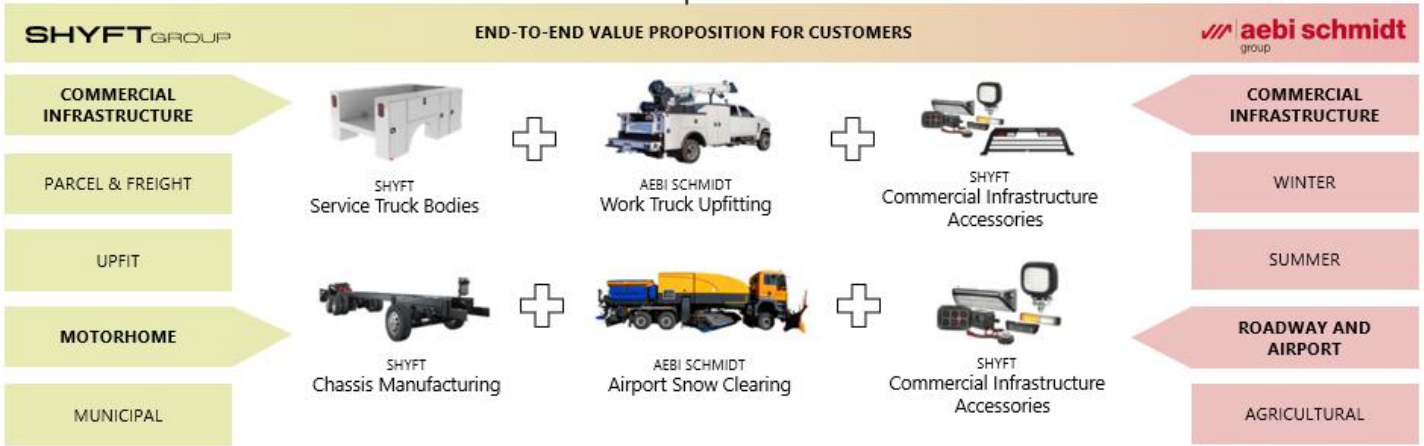 SHYFTGROUP
END-TO-END VALUE PROPOSITION FOR CUSTOMERS
aebi schmidt
group
COMMERCIAL
INFRASTRUCTURE
PARCEL & FREIGHT
UPFIT
MOTORHOME
MUNICIPAL
SHYFT
Service Truck Bodies
AEBI SCHMIDT
Work Truck Upfitting
SHYFT
Commercial Infrastructure
Accessories
SHYFT
Chassis Manufacturing
AEBI SCHMIDT
Airport Snow Clearing
SHYFT
Commercial Infrastructure
Accessories
COMMERCIAL
INFRASTRUCTURE
WINTER
SUMMER
ROADWAY AND
AIRPORT
AGRICULTURAL